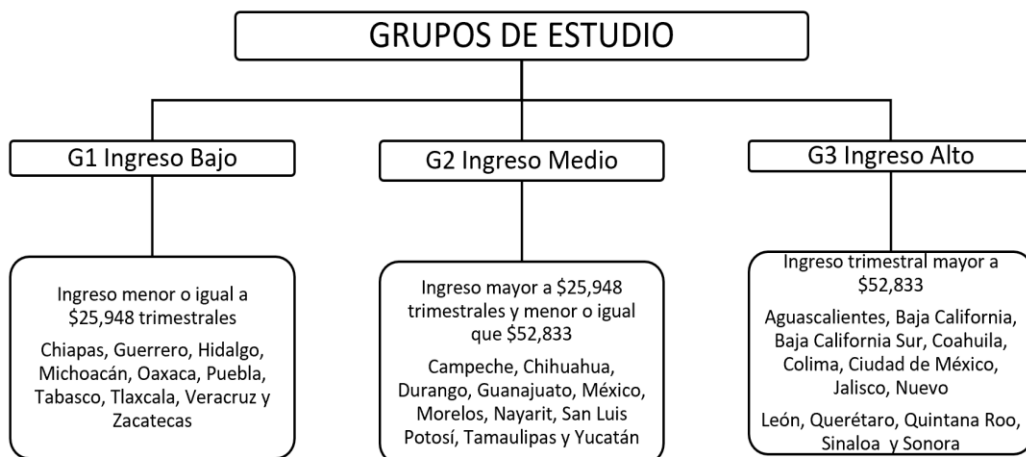 GRUPOS DE ESTUDIO
G1 Ingreso Bajo
Ingreso menor o igual a
$25,948 trimestrales
Chiapas, Guerrero, Hidalgo,
Michoacán, Oaxaca, Puebla,
Tabasco, Tlaxcala, Veracruz y
Zacatecas
G2 Ingreso Medio
Ingreso mayor a $25,948
trimestrales y menor o igual
que $52,833
Campeche, Chihuahua,
Durango, Guanajuato, México,
Morelos, Nayarit, San Luis
Potosí, Tamaulipas y Yucatán
G3 Ingreso Alto
Ingreso trimestral mayor a
$52,833
Aguascalientes, Baja California,
Baja California Sur, Coahuila,
Colima, Ciudad de México,
Jalisco, Nuevo
León, Querétaro, Quintana Roo,
Sinaloa y Sonora